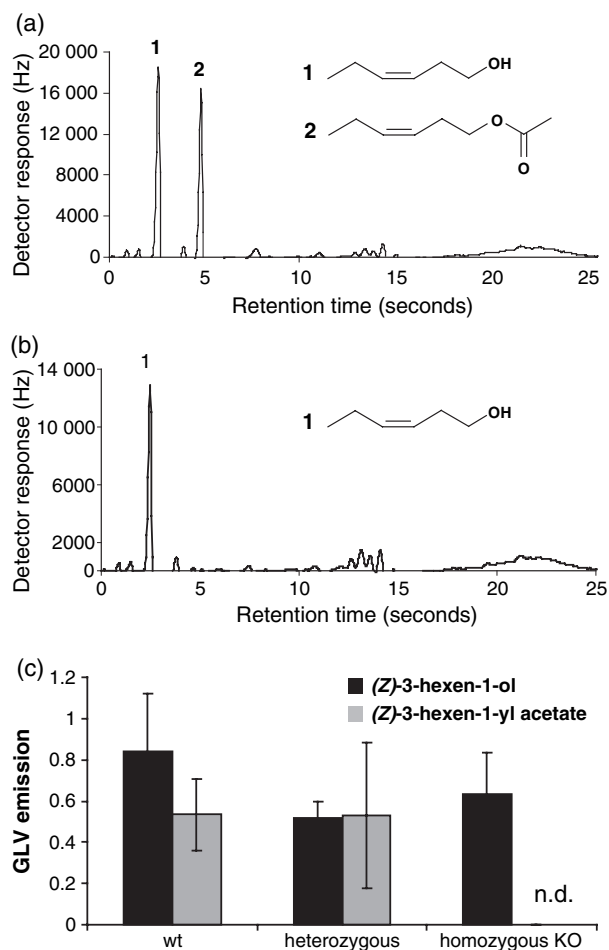 (a)
20 000
16 000
12 000
8000
4000
0
Detector response (Hz)
1
2
1
OH
2
O
O
0 5 10 15 20 25
Retention time (seconds)
(b)
14 000
10 000
6000
2000
0
Detector response (Hz)
1
1
OH
0 5 10 15 20 25
Retention time (seconds)
(c)
1.2
1
0.8
0.6
0.4
0.2
0
GLV emission
(Z)-3-hexen-1-ol
(Z)-3-hexen-1-yl acetate
n.d.
wt heterozygous homozygous KO